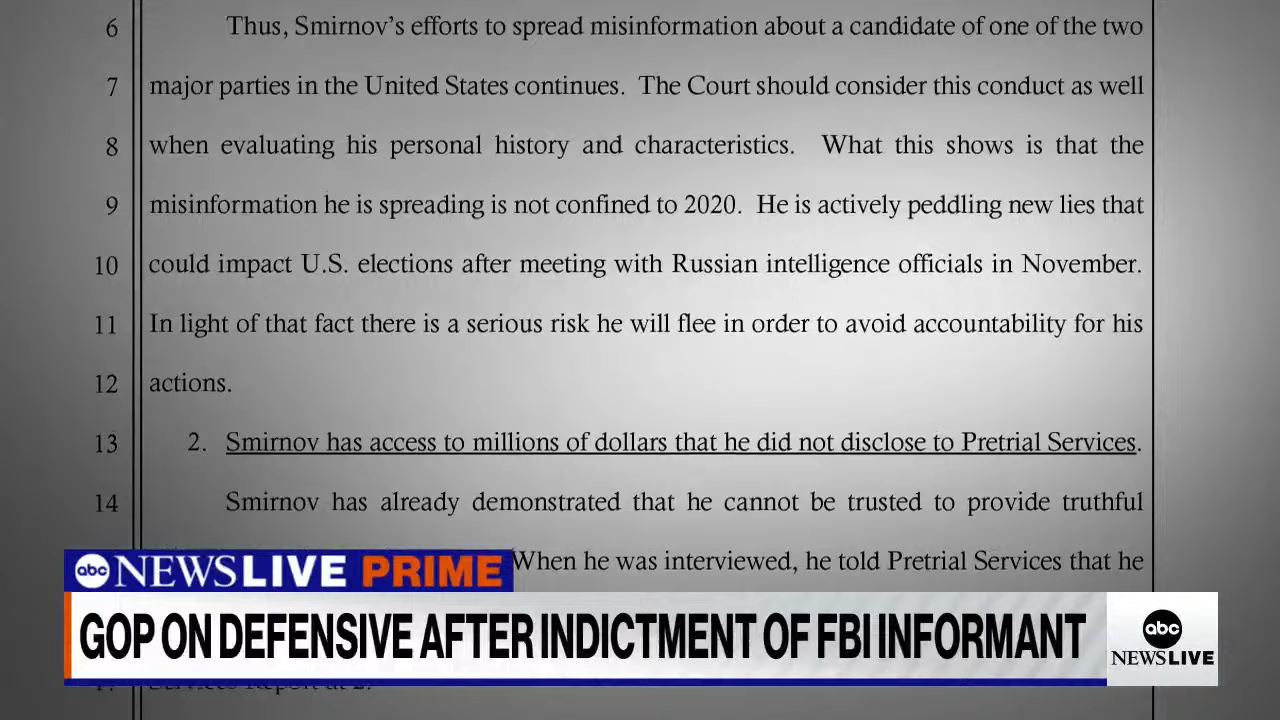 6 Thus, Smirnov's efforts to spread misinformation about a candidate of one of the two
7 major parties in the United States continues. The Court should consider this conduct as well
8 when evaluating his personal history and characteristics. What this shows is that the
9 misinformation he is spreading is not confined to 2020. He is actively peddling new lies that
10 could impact U.S. elections after meeting with Russian intelligence officials in November.
11 In light of that fact there is a serious risk he will flee in order to avoid accountability for his
12 actions.
13 2. Smirnov has access to millions of dollars that he did not disclose to Pretrial Services.
14 Smirnov has already demonstrated that he cannot be trusted to provide truthful
When he was interviewed, he told Pretrial Services that he
abc NEWS LIVE PRIME
GOP ON DEFENSIVE AFTER INDICTMENT OF FBI INFORMANT
abc
NEWS LIVE